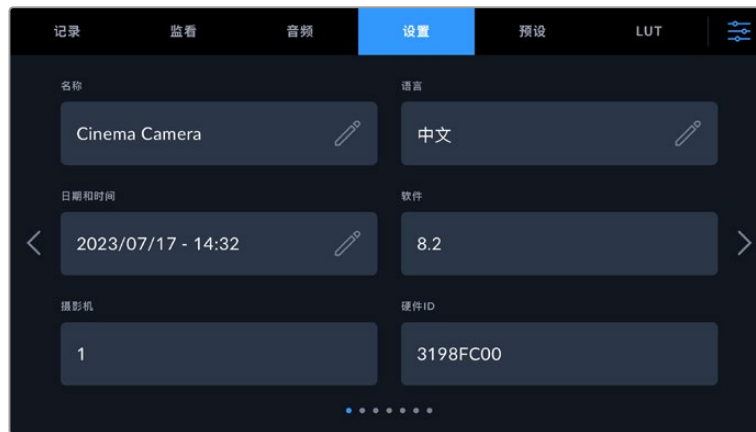 记录 监看 音频 设置 预设 LUT
名称 语言
Cinema Camera 中文
日期和时间 软件
2023/07/17 - 14:32 8.2
摄影机 硬件ID
1 3198FC00